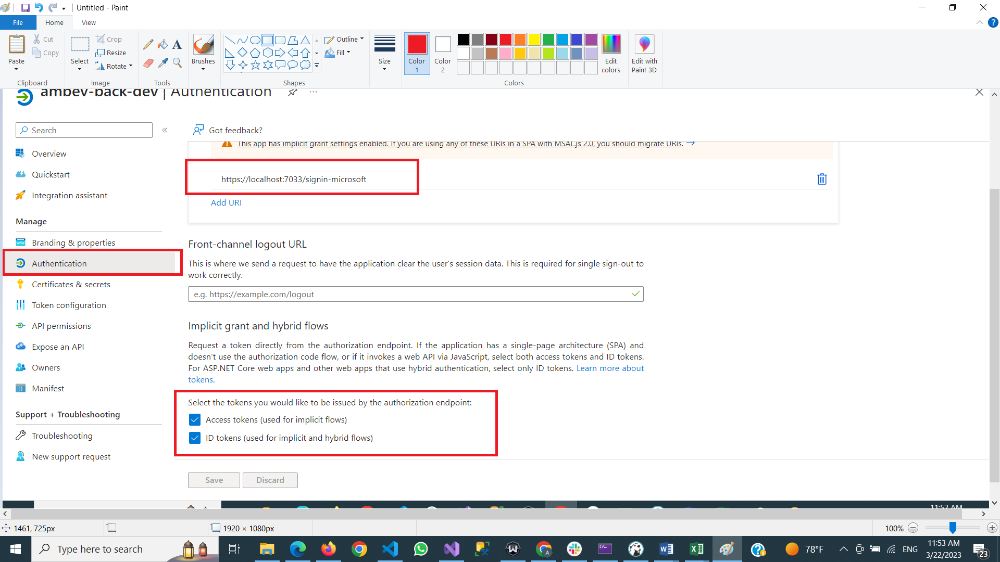 Untitled - Paint
File
Home
View
Paste
Cut
Copy
Clipboard
Select
Crop
Resize
Rotate
Image
A
Tools
Brushes
Outline
Fill
Shapes
Size
Color 1
Color 2
Edit colors
Edit with Paint 3D
Colors
ambev-back-dev | Authentication
Search
Got feedback?
This app has implicit grant settings enabled. If you are using any of these URIs in a SPA with MSAL.js 2.0, you should migrate URIs.
Overview
Quickstart
Integration assistant
Manage
Branding & properties
Authentication
Certificates & secrets
Token configuration
API permissions
Expose an API
Owners
Manifest
Support + Troubleshooting
Troubleshooting
New support request
https://localhost:7033/signin-microsoft
Add URI
Front-channel logout URL
This is where we send a request to have the application clear the user's session data. This is required for single sign-out to
work correctly.
e.g. https://example.com/logout
Implicit grant and hybrid flows
Request a token directly from the authorization endpoint. If the application has a single-page architecture (SPA) and
doesn't use the authorization code flow, or if it invokes a web API via JavaScript, select both access tokens and ID tokens.
For ASP.NET Core web apps and other web apps that use hybrid authentication, select only ID tokens. Learn more about
tokens.
Select the tokens you would like to be issued by the authorization endpoint:
Access tokens (used for implicit flows)
ID tokens (used for implicit and hybrid flows)
Save
Discard
11:52 AM
1461, 725px
1920 × 1080px
100%
Type here to search
78°F
ENG
11:53 AM
3/22/2023
23